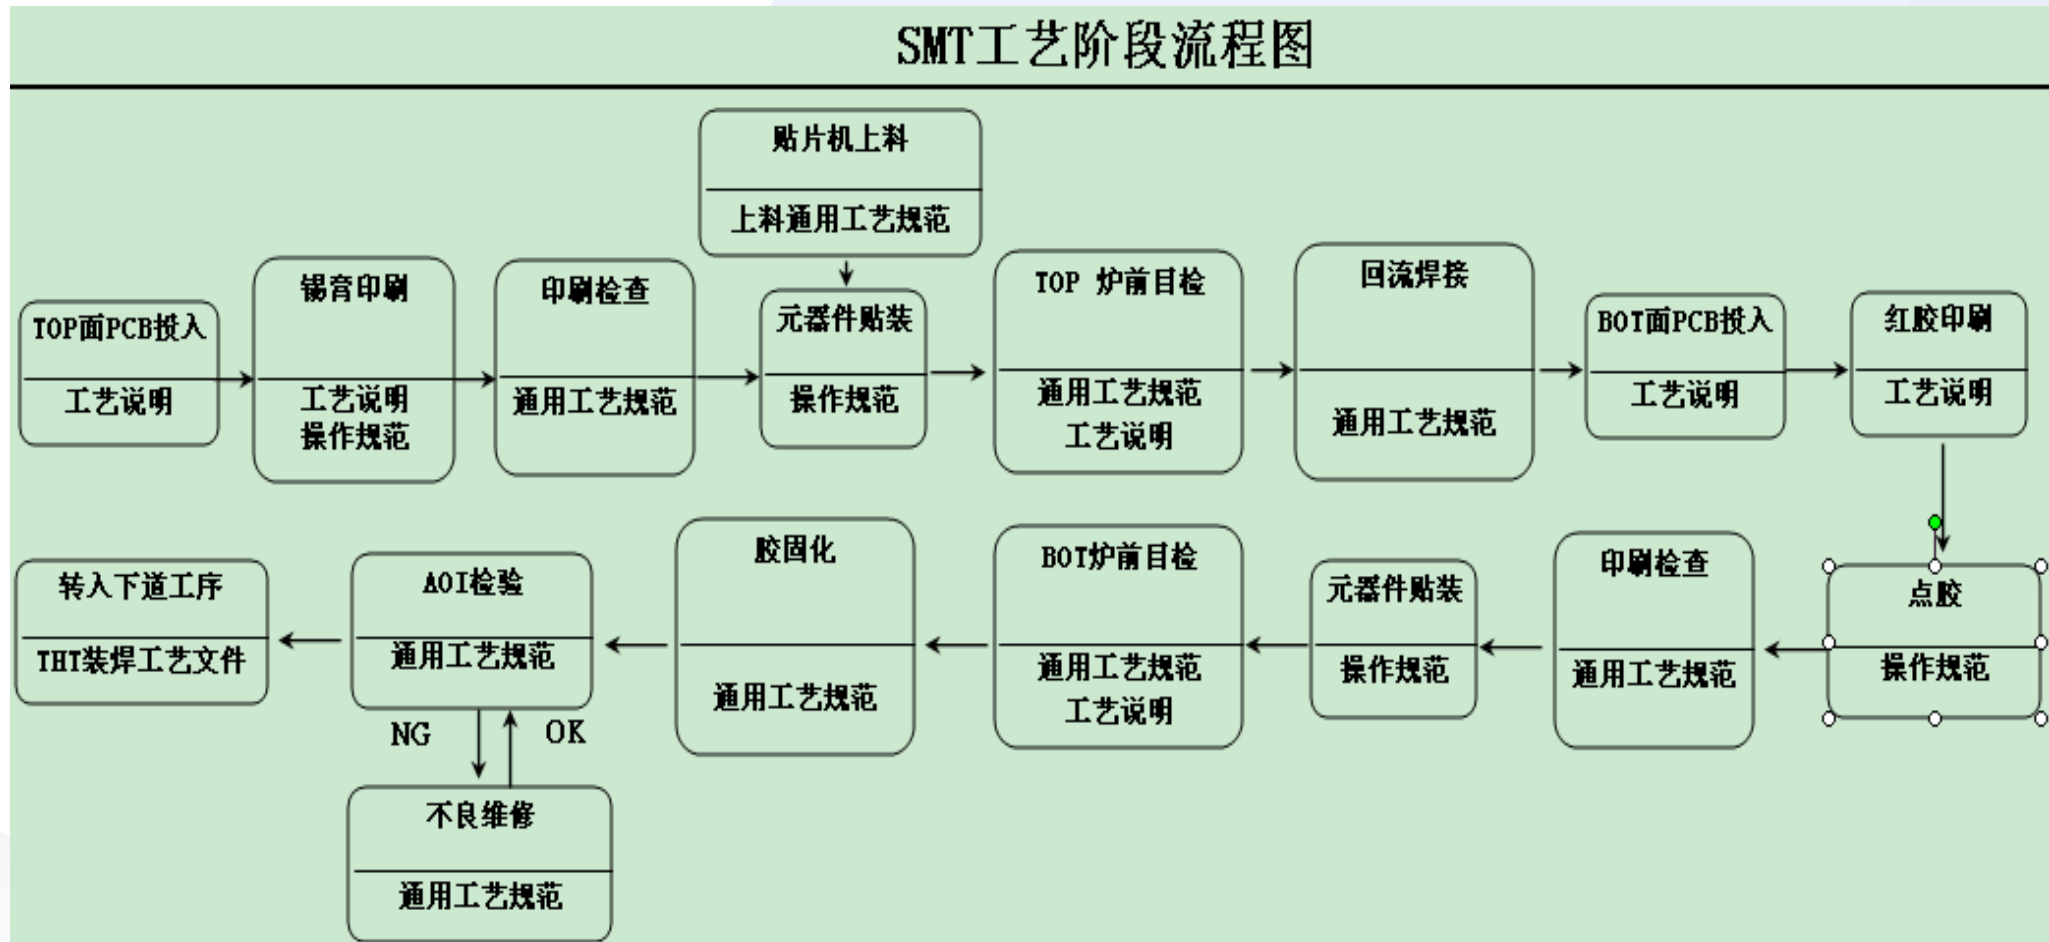 SMT工艺阶段流程图
贴片机上料
上料通用工艺规范
TOP面PCB投入
工艺说明
锡膏印刷
工艺说明
操作规范
印刷检查
通用工艺规范
元器件贴装
操作规范
TOP 炉前目检
通用工艺规范
工艺说明
回流焊接
通用工艺规范
BOT面PCB投入
工艺说明
红胶印刷
工艺说明
点胶
操作规范
印刷检查
通用工艺规范
元器件贴装
操作规范
BOT炉前目检
通用工艺规范
工艺说明
胶固化
通用工艺规范
AOI检验
通用工艺规范
NG
OK
不良维修
通用工艺规范
转入下道工序
THT装焊工艺文件